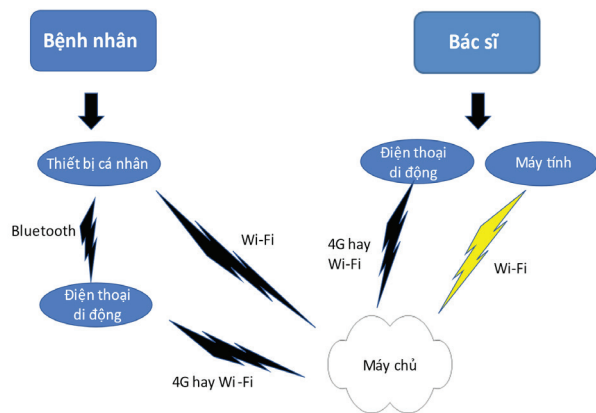 Bệnh nhân
Bác sĩ
Thiết bị cá nhân
Điện thoại
di động
Máy tính
Bluetooth
Wi-Fi
4G hay
Wi-Fi
Wi-Fi
Điện thoại
di động
Máy chủ
4G hay Wi-Fi